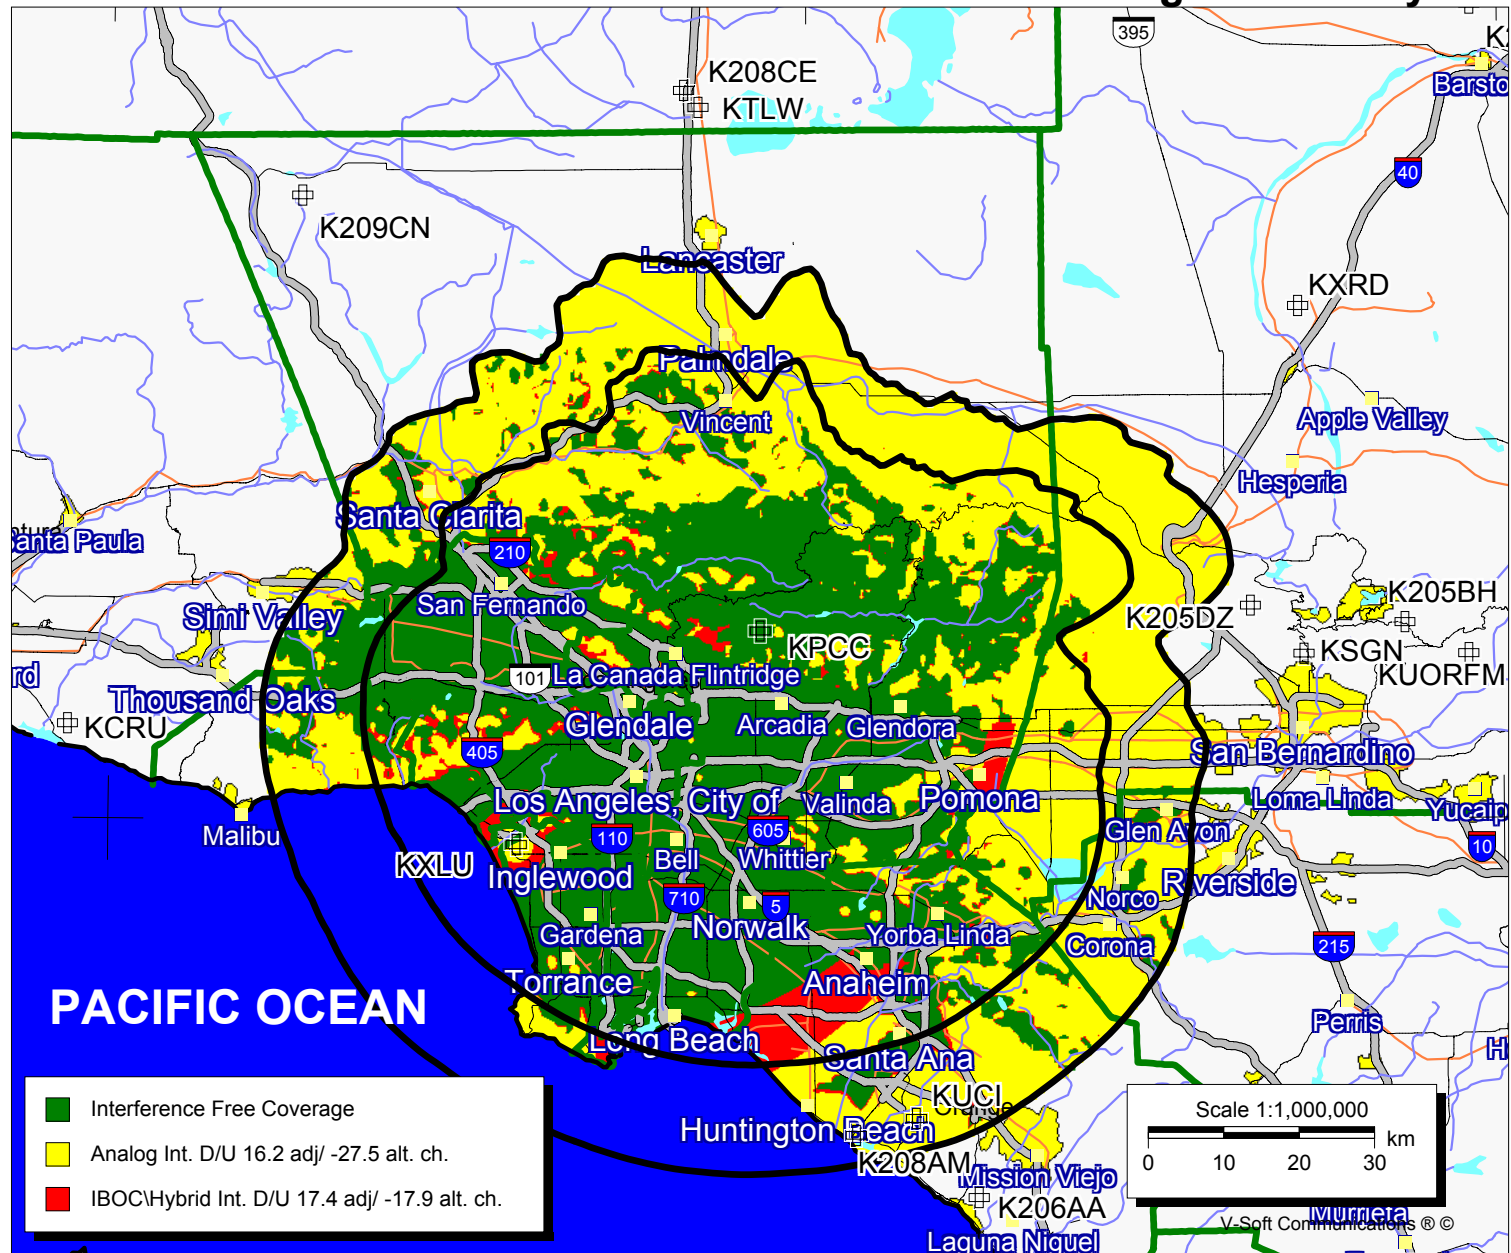 395
Barsto
K208CE
KTLW
40
K209CN
Lancaster
KXRD
Palmdale
Vincent
Apple Valley
Hesperia
Santa Clarita
anta Paula
210
San Fernando
Simi Valley
K205BH
K205DZ
KPCC
KSGN
KUORFM
rd
101
La Canada Flintridge
Thousand Oaks
KCRU
Glendale
Arcadia
Glendora
405
San Bernardino
Los Angeles, City of
Valinda
Pomona
Loma Linda
Yucaip
Malibu
110
605
Glen Avon
10
KXLU
Inglewood
Bell
Whittier
Riverside
710
5
Norco
Gardena
Norwalk
Yorba Linda
Corona
215
Torrance
Anaheim
PACIFIC OCEAN
Long Beach
Santa Ana
Perris
KUCI
Orange
Huntington Beach
K208AM
Mission Viejo
K206AA
Laguna Niguel
Murrieta
Interference Free Coverage
Analog Int. D/U 16.2 adj/ -27.5 alt. ch.
IBOC\Hybrid Int. D/U 17.4 adj/ -17.9 alt. ch.
Scale 1:1,000,000
km
0 10 20 30
V-Soft Communications ® ©